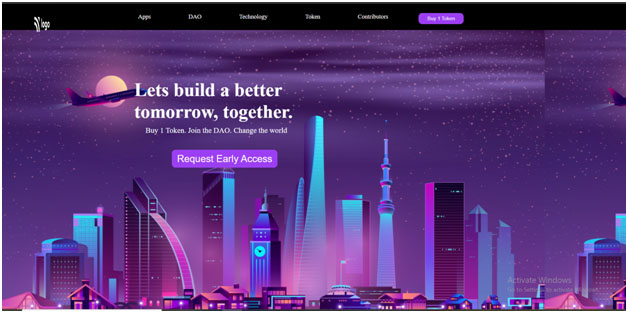 logo
Apps
DAO
Technology
Token
Contributors
Buy 1 Token
Lets build a better
tomorrow, together.
Buy 1 Token. Join the DAO. Change the world
Request Early Access
Activate Windows
Go to Settings to activate Windows.